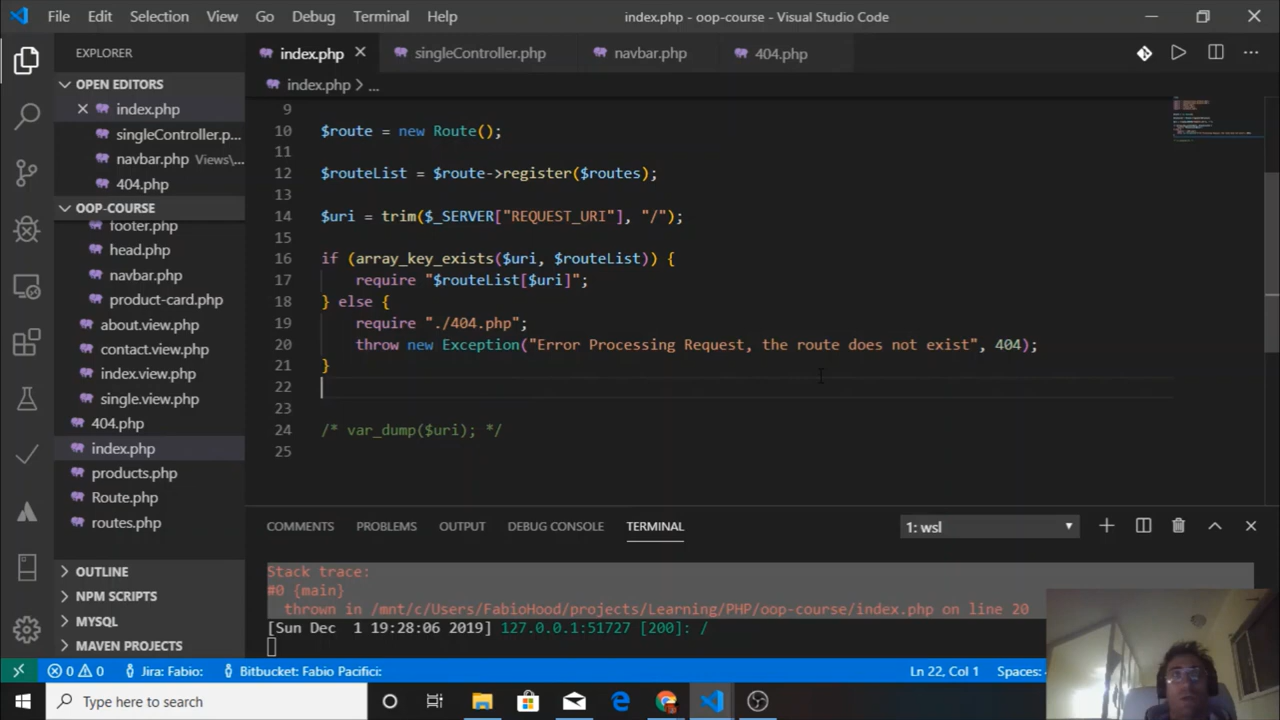 File Edit Selection View Go Debug Terminal Help
index.php - oop-course - Visual Studio Code
EXPLORER
OPEN EDITORS
index.php
singleController.p...
navbar.php Views\...
404.php
OOP-COURSE
footer.php
head.php
navbar.php
product-card.php
about.view.php
contact.view.php
index.view.php
single.view.php
404.php
index.php
products.php
Route.php
routes.php
OUTLINE
NPM SCRIPTS
MYSQL
MAVEN PROJECTS
index.php singleController.php navbar.php 404.php
index.php > ...
9
10 $route = new Route();
11
12 $routeList = $route->register($routes);
13
14 $uri = trim($_SERVER["REQUEST_URI"], "/");
15
16 if (array_key_exists($uri, $routeList)) {
17 require "$routeList[$uri]";
18 } else {
19 require "./404.php";
20 throw new Exception("Error Processing Request, the route does not exist", 404);
21 }
22
23
24 /* var_dump($uri); */
25
COMMENTS PROBLEMS OUTPUT DEBUG CONSOLE TERMINAL 1: wsl
Stack trace:
#0 {main}
thrown in /mnt/c/Users/FabioHood/projects/Learning/PHP/oop-course/index.php on line 20
[Sun Dec 1 19:28:06 2019] 127.0.0.1:51727 [200]: /
0 0 Jira: Fabio: Bitbucket: Fabio Pacifici: Ln 22, Col 1 Spaces:
Type here to search